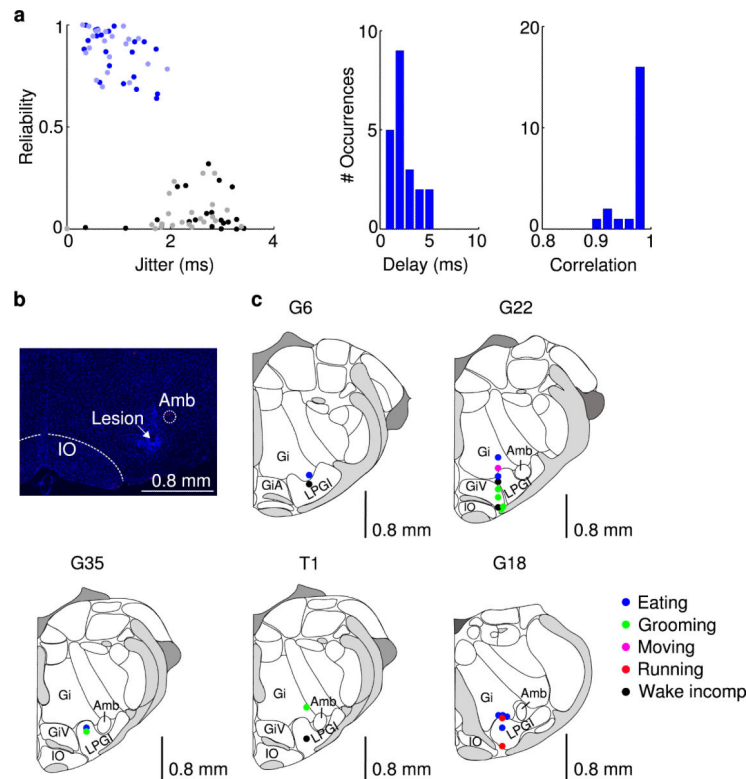 a
Reliability
1
0.5
0
0 2 4
Jitter (ms)
# Occurrences
10
5
0
0 5 10
Delay (ms)
20
10
0
0.8 0.9 1
Correlation
b
Amb
Lesion
IO
0.8 mm
c
G6
Gi
GiA
LPGI
0.8 mm
G22
Gi
Amb
GiV
LPGI
IO
0.8 mm
G35
Gi
Amb
GiV
LPGI
IO
0.8 mm
T1
Gi
Amb
GiV
LPGI
IO
0.8 mm
G18
Gi
Amb
LPGI
IO
0.8 mm
Eating
Grooming
Moving
Running
Wake incomp